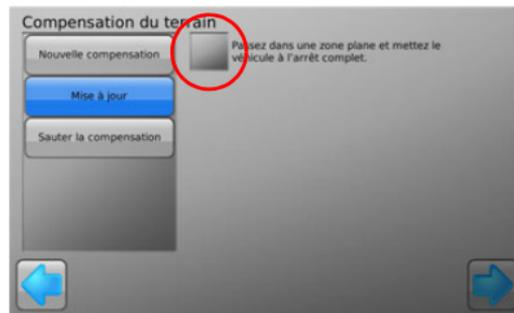 Compensation du terrain
Nouvelle compensation
Passez dans une zone plane et mettez le
véhicule à l'arrêt complet.
Mise à jour
Sauter la compensation